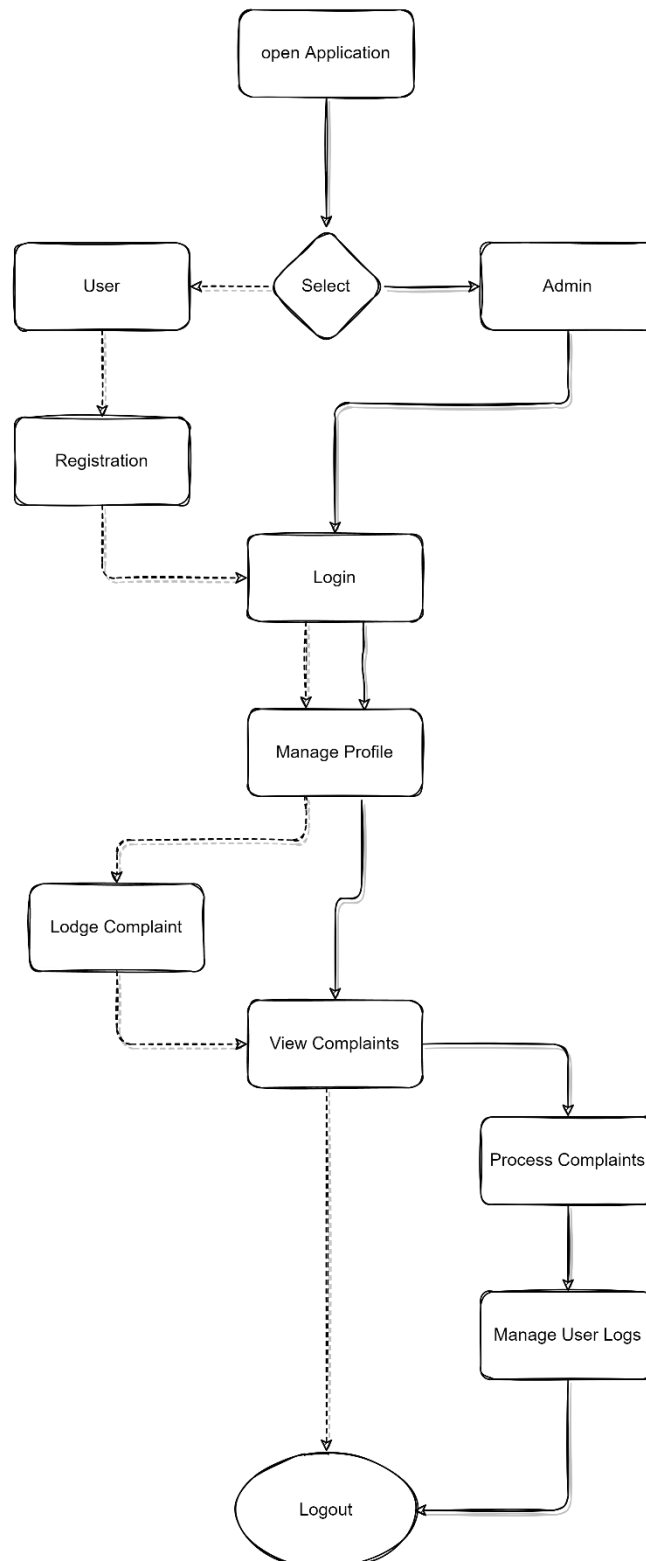 open Application
User
Select
Admin
Registration
Login
Manage Profile
Lodge Complaint
View Complaints
Process Complaints
Manage User Logs
Logout